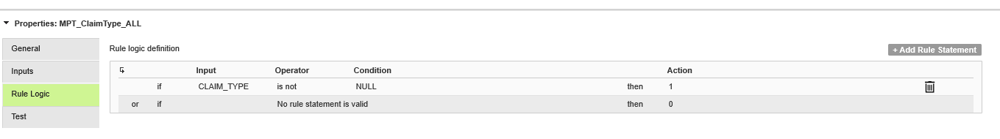 Properties: MPT_ClaimType_ALL
General
Rule logic definition
+ Add Rule Statement
Inputs
Input Operator Condition Action
if CLAIM_TYPE is not NULL then 1
Rule Logic
or if No rule statement is valid then 0
Test